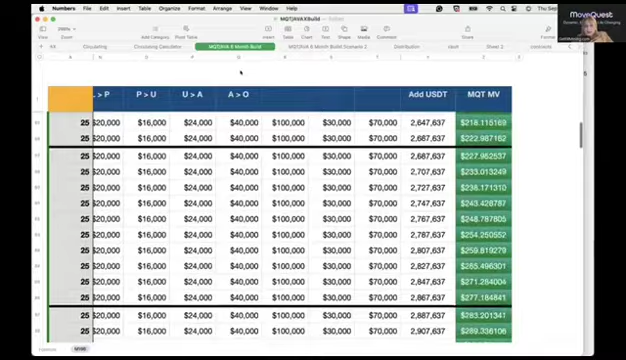 Numbers File Edit Insert Table Organize Format Arrange View Window Help
View Zoom Add Category Pivot Table Insert Table Chart Text Shape Media Comment
Circulating Circulating Calculator MQT/AVA 6 Month Build MQT/AVA 6 Month Build Scenario 2 Distribution Vault Sheet 1 contracts
MoveQuest
> P P > U U > A A > O Add USDT MQT MV
25 $20,000 $16,000 $24,000 $40,000 $100,000 $30,000 $70,000 2,647,637 $218.115169
25 $20,000 $16,000 $24,000 $40,000 $100,000 $30,000 $70,000 2,667,637 $222.987162
25 $20,000 $16,000 $24,000 $40,000 $100,000 $30,000 $70,000 2,687,637 $227.962537
25 $20,000 $16,000 $24,000 $40,000 $100,000 $30,000 $70,000 2,707,637 $233.013249
25 $20,000 $16,000 $24,000 $40,000 $100,000 $30,000 $70,000 2,727,637 $238.171310
25 $20,000 $16,000 $24,000 $40,000 $100,000 $30,000 $70,000 2,747,637 $243.428787
25 $20,000 $16,000 $24,000 $40,000 $100,000 $30,000 $70,000 2,767,637 $248.787805
25 $20,000 $16,000 $24,000 $40,000 $100,000 $30,000 $70,000 2,787,637 $254.250552
25 $20,000 $16,000 $24,000 $40,000 $100,000 $30,000 $70,000 2,807,637 $259.819279
25 $20,000 $16,000 $24,000 $40,000 $100,000 $30,000 $70,000 2,827,637 $265.496301
25 $20,000 $16,000 $24,000 $40,000 $100,000 $30,000 $70,000 2,847,637 $271.284004
25 $20,000 $16,000 $24,000 $40,000 $100,000 $30,000 $70,000 2,867,637 $277.184841
25 $20,000 $16,000 $24,000 $40,000 $100,000 $30,000 $70,000 2,887,637 $283.201341
25 $20,000 $16,000 $24,000 $40,000 $100,000 $30,000 $70,000 2,907,637 $289.336106